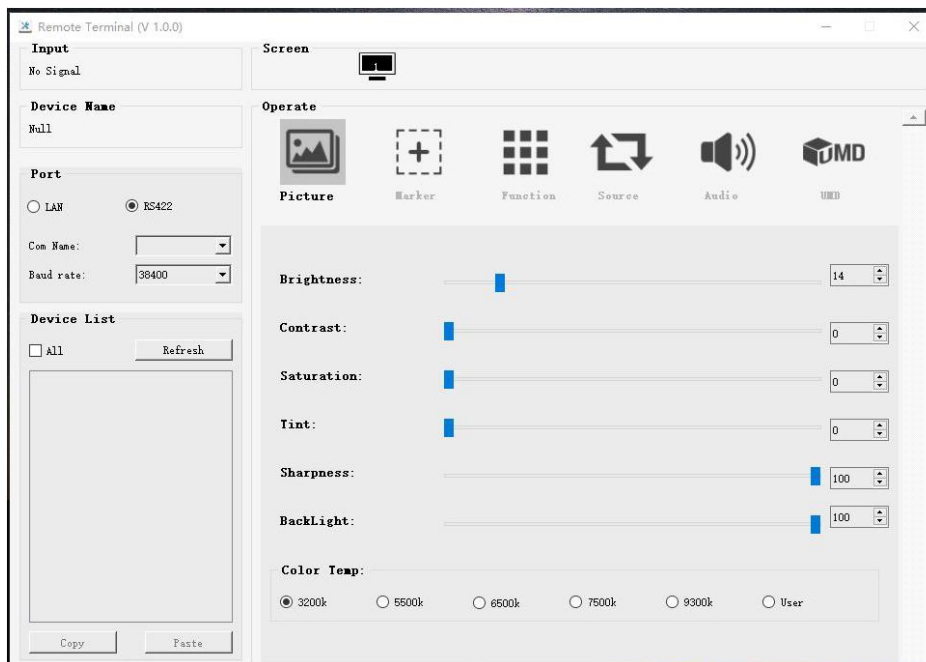 Remote Terminal (V 1.0.0)
Input
No Signal
Screen
1
Device Name
Null
Operate
Picture
Marker
Function
Source
Audio
UMD
UMB
Port
LAN
RS422
Com Name:
Baud rate:
38400
Device List
All
Refresh
Copy
Paste
Brightness:
14
Contrast:
0
Saturation:
0
Tint:
0
Sharpness:
100
BackLight:
100
Color Temp:
3200k
5500k
6500k
7500k
9300k
User